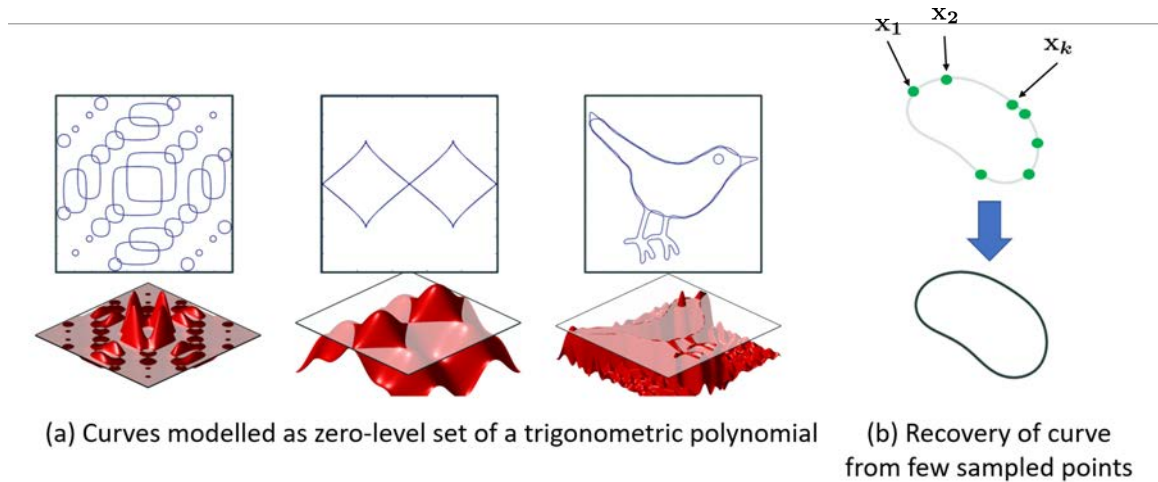 x₁
x₂
xₖ
(a) Curves modelled as zero-level set of a trigonometric polynomial
(b) Recovery of curve
from few sampled points